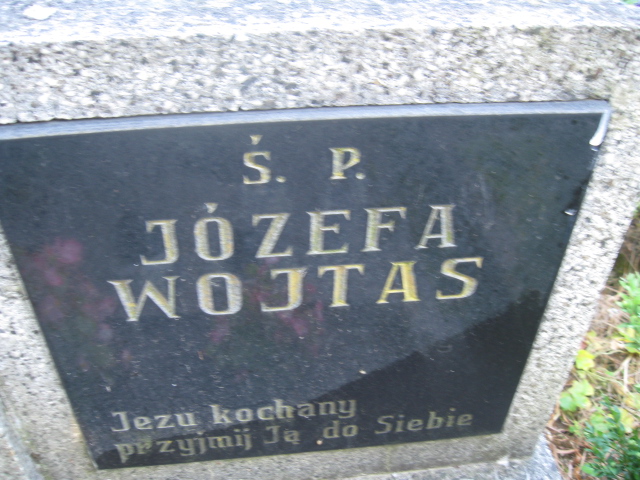 Ś. P.
JÓZEFA
WOJTAS
Jezu kochany
przyjmij Ją do Siebie